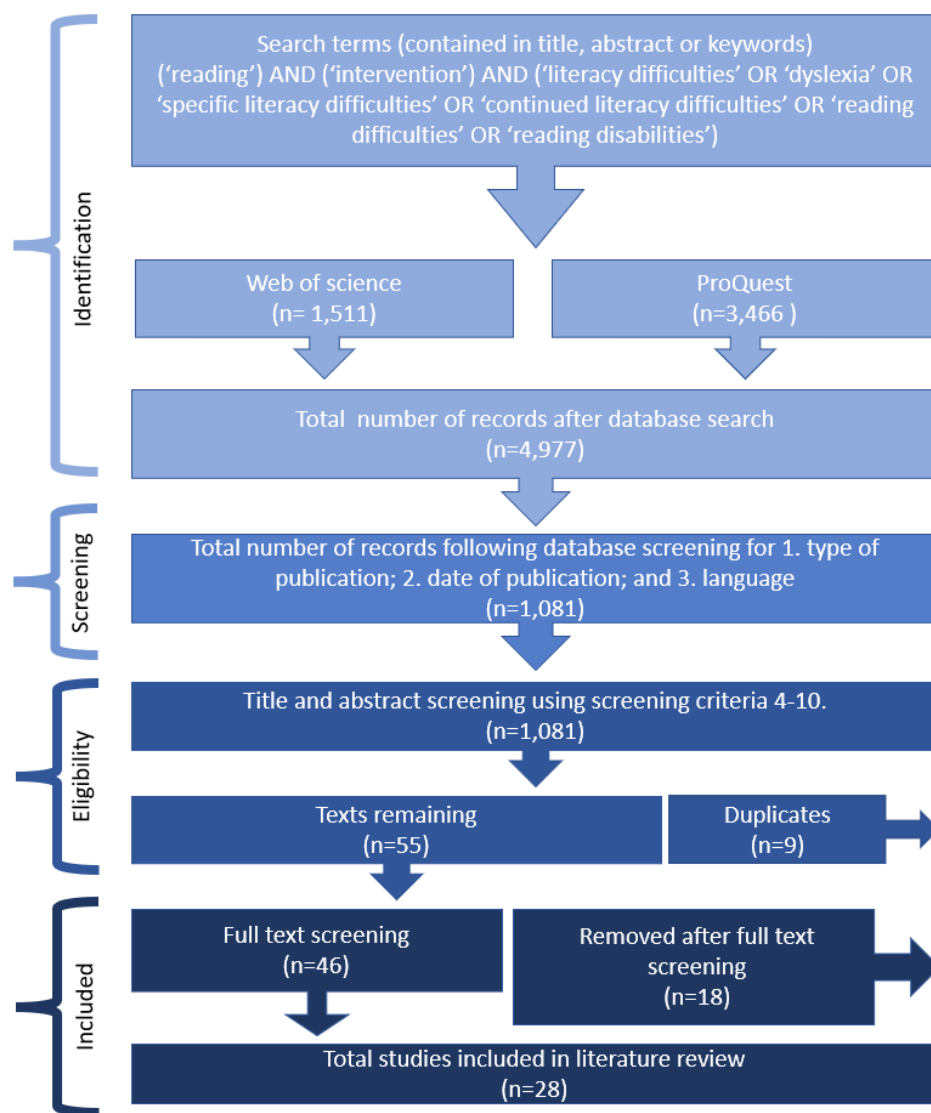 Identification
Search terms (contained in title, abstract or keywords)
(‘reading’) AND (‘intervention’) AND (‘literacy difficulties’ OR ‘dyslexia’ OR
‘specific literacy difficulties’ OR ‘continued literacy difficulties’ OR ‘reading
difficulties’ OR ‘reading disabilities’)
Web of science
(n= 1,511)
ProQuest
(n=3,466 )
Total  number of records after database search
(n=4,977)
Screening
Total number of records following database screening for 1. type of
publication; 2. date of publication; and 3. language
(n=1,081)
Eligibility
Title and abstract screening using screening criteria 4-10.
(n=1,081)
Texts remaining
(n=55)
Duplicates
(n=9)
Included
Full text screening
(n=46)
Removed after full text
screening
(n=18)
Total studies included in literature review
(n=28)